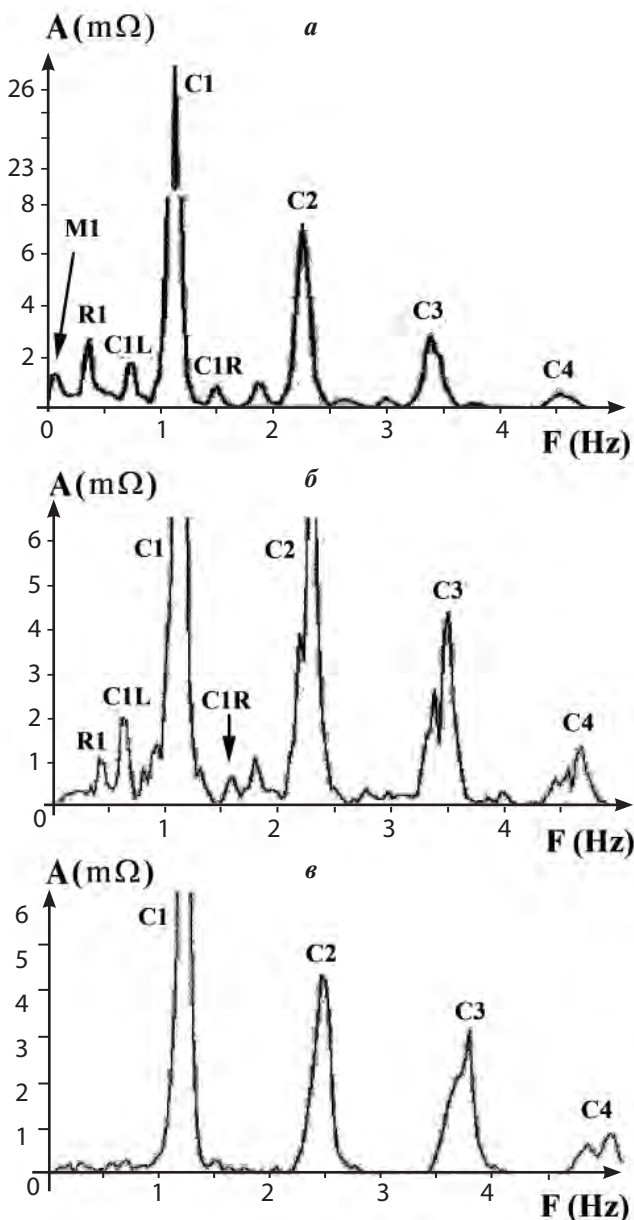 A (mΩ) а
26
C1
23
8
C2
M1
6
4
R1
C3
C1L
2
C1R
C4
0 1 2 3 4
F (Hz)
A (mΩ) б
6
C1
C2
5
C3
4
3
C1L
C1R
2
C4
R1
1
0 1 2 3 4
F (Hz)
A (mΩ) в
6
C1
5
C2
4
C3
3
2
C4
1
0 1 2 3 4
F (Hz)